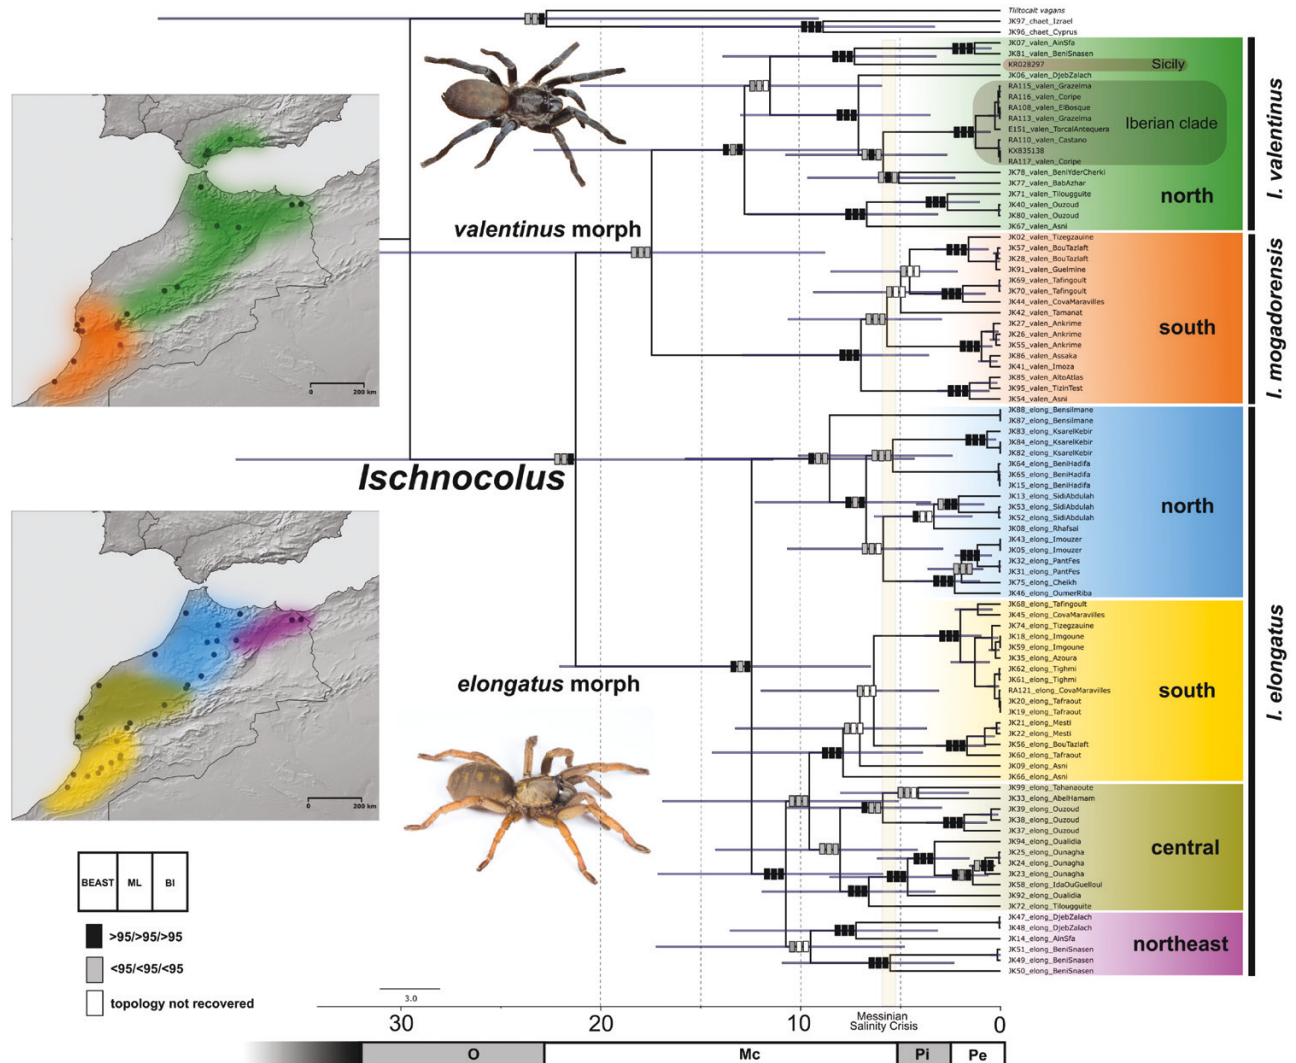 Tliltocatl vagans
JK97_chaet_Izrael
JK96_chaet_Cyprus
JK07_valen_AinSfa
JK81_valen_BeniSnasen
KR028297
Sicily
JK06_valen_DjebZalach
RA115_valen_Grazelma
RA116_valen_Coripe
RA108_valen_ElBosque
RA113_valen_Grazelma
E151_valen_TorcalAntequera
RA110_valen_Castano
KX835138
RA117_valen_Coripe
Iberian clade
JK78_valen_BeniYderCherki
JK77_valen_BabAzhar
JK71_valen_Tilougguite
JK40_valen_Ouzoud
JK80_valen_Ouzoud
JK67_valen_Asni
north
I. valentinus
valentinus morph
JK02_valen_Tizegzauine
JK57_valen_BouTazlaft
JK28_valen_BouTazlaft
JK91_valen_Guelmine
JK69_valen_Tafingoult
JK70_valen_Tafingoult
JK44_valen_CovaMaravilles
JK42_valen_Tamanat
JK27_valen_Ankrime
JK26_valen_Ankrime
JK55_valen_Ankrime
JK86_valen_Assaka
JK41_valen_Imoza
JK85_valen_AltoAtlas
JK95_valen_TizinTest
JK54_valen_Asni
south
I. mogadorensis
200 km
Ischnocolus
JK88_elong_Bensilmane
JK87_elong_Bensilmane
JK83_elong_KsarelKebir
JK84_elong_KsarelKebir
JK82_elong_KsarelKebir
JK64_elong_BeniHadifa
JK65_elong_BeniHadifa
JK15_elong_BeniHadifa
JK13_elong_SidiAbdulah
JK53_elong_SidiAbdulah
JK52_elong_SidiAbdulah
JK08_elong_Rhafsai
JK43_elong_Imouzer
JK05_elong_Imouzer
JK32_elong_PantFes
JK31_elong_PantFes
JK75_elong_Cheikh
JK46_elong_OumerRiba
north
I. elongatus
elongatus morph
JK68_elong_Tafingoult
JK45_elong_CovaMaravilles
JK74_elong_Tizegzauine
JK18_elong_Imgoune
JK59_elong_Imgoune
JK35_elong_Azoura
JK62_elong_Tighmi
JK61_elong_Tighmi
RA121_elong_CovaMaravilles
JK20_elong_Tafraout
JK19_elong_Tafraout
JK21_elong_Mesti
JK22_elong_Mesti
JK56_elong_BouTazlaft
JK60_elong_Tafraout
JK09_elong_Asni
JK66_elong_Asni
south
200 km
JK99_elong_Tahanaoute
JK33_elong_AbelHamam
JK39_elong_Ouzoud
JK38_elong_Ouzoud
JK37_elong_Ouzoud
JK94_elong_Oualidia
JK25_elong_Ounagha
JK24_elong_Ounagha
JK23_elong_Ounagha
JK58_elong_IdaOuGuelloul
JK92_elong_Oualidia
JK72_elong_Tilougguite
central
JK47_elong_DjebZalach
JK48_elong_DjebZalach
JK14_elong_AinSfa
JK51_elong_BeniSnasen
JK49_elong_BeniSnasen
JK50_elong_BeniSnasen
northeast
BEAST ML BI
>95/>95/>95
<95/<95/<95
topology not recovered
3.0
Messinian
Salinity Crisis
30 20 10 0
O Mc Pi Pe